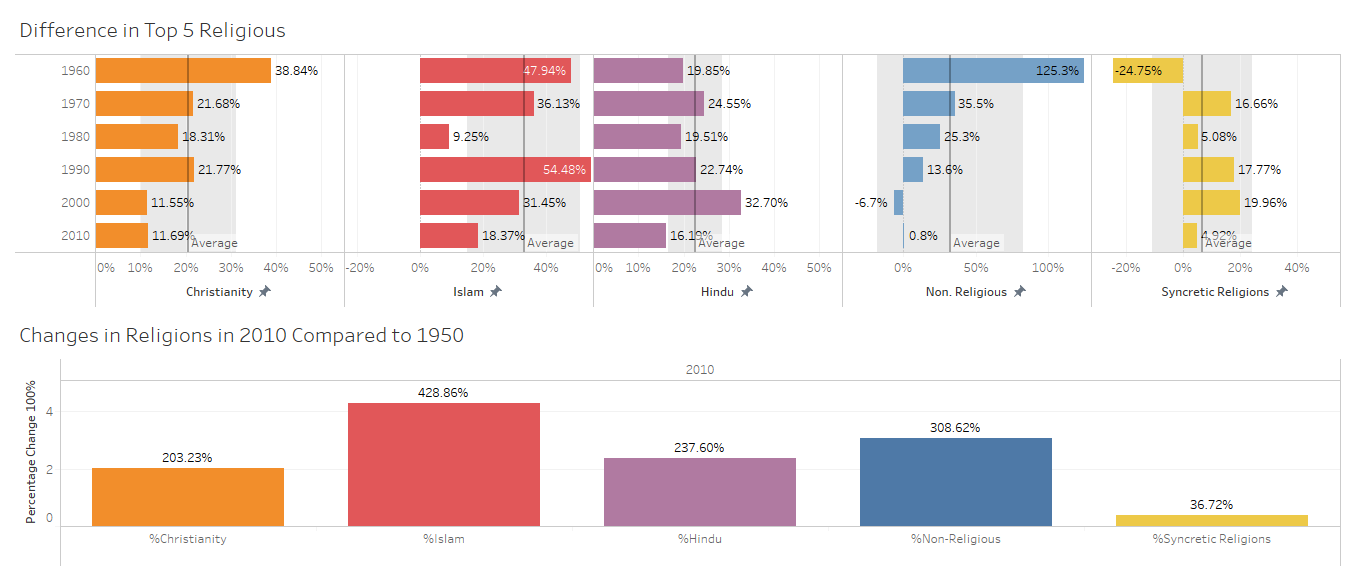 Difference in Top 5 Religious
1960 38.84% 47.94% 19.85% 125.3% -24.75%
1970 21.68% 36.13% 24.55% 35.5% 16.66%
1980 18.31% 9.25% 19.51% 25.3% 5.08%
1990 21.77% 54.48% 22.74% 13.6% 17.77%
2000 11.55% 31.45% 32.70% -6.7% 19.96%
2010 11.69% 18.37% 0.8%
Average Average Average Average Average
0% 10% 20% 30% 40% 50% -20% 0% 20% 40% 0% 10% 20% 30% 40% 50% 0% 50% 100% -20% 0% 20% 40%
Christianity Islam Hindu Non. Religious Syncretic Religions
Changes in Religions in 2010 Compared to 1950
2010
Percentage Change 100%
4
2
0
203.23% 428.86% 237.60% 308.62% 36.72%
%Christianity %Islam %Hindu %Non-Religious %Syncretic Religions